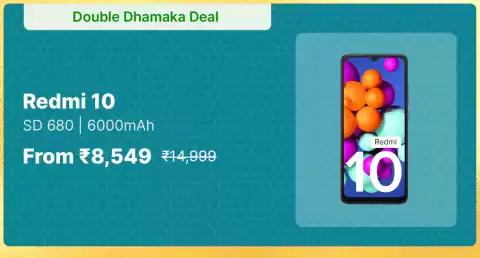 Double Dhamaka Deal
Redmi 10
SD 680 | 6000mAh
From ₹8,549 ₹14,999
Redmi
10